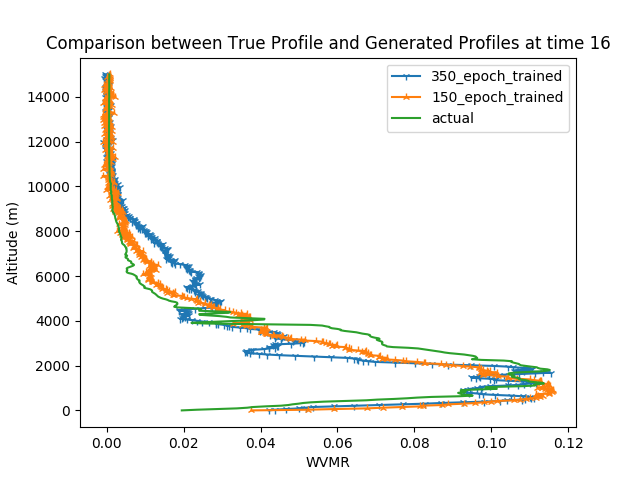 Comparison between True Profile and Generated Profiles at time 16
350_epoch_trained
150_epoch_trained
actual
14000
12000
10000
8000
6000
4000
2000
0
Altitude (m)
0.00 0.02 0.04 0.06 0.08 0.10 0.12
WVMR